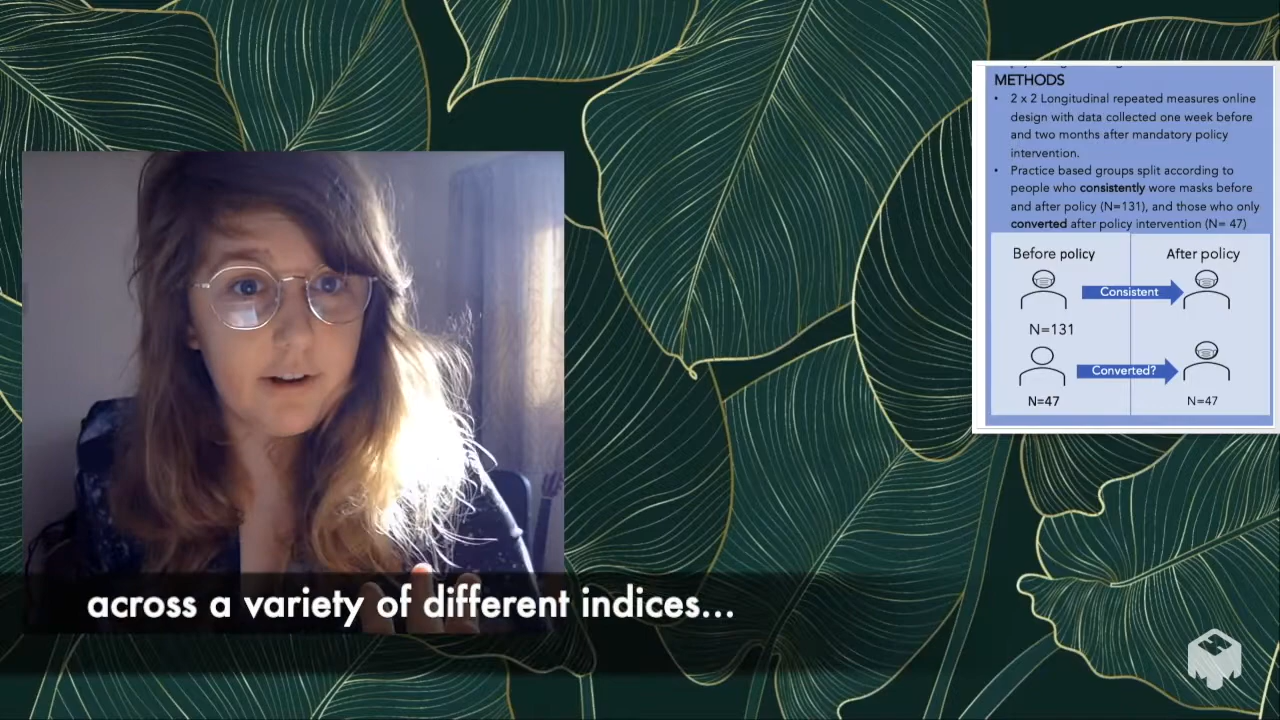 METHODS
• 2 x 2 Longitudinal repeated measures online
design with data collected one week before
and two months after mandatory policy
intervention.
• Practice based groups split according to
people who consistently wore masks before
and after policy (N=131), and those who only
converted after policy intervention (N= 47)
Before policy
After policy
Consistent
N=131
Converted?
N=47
N=47
across a variety of different indices...